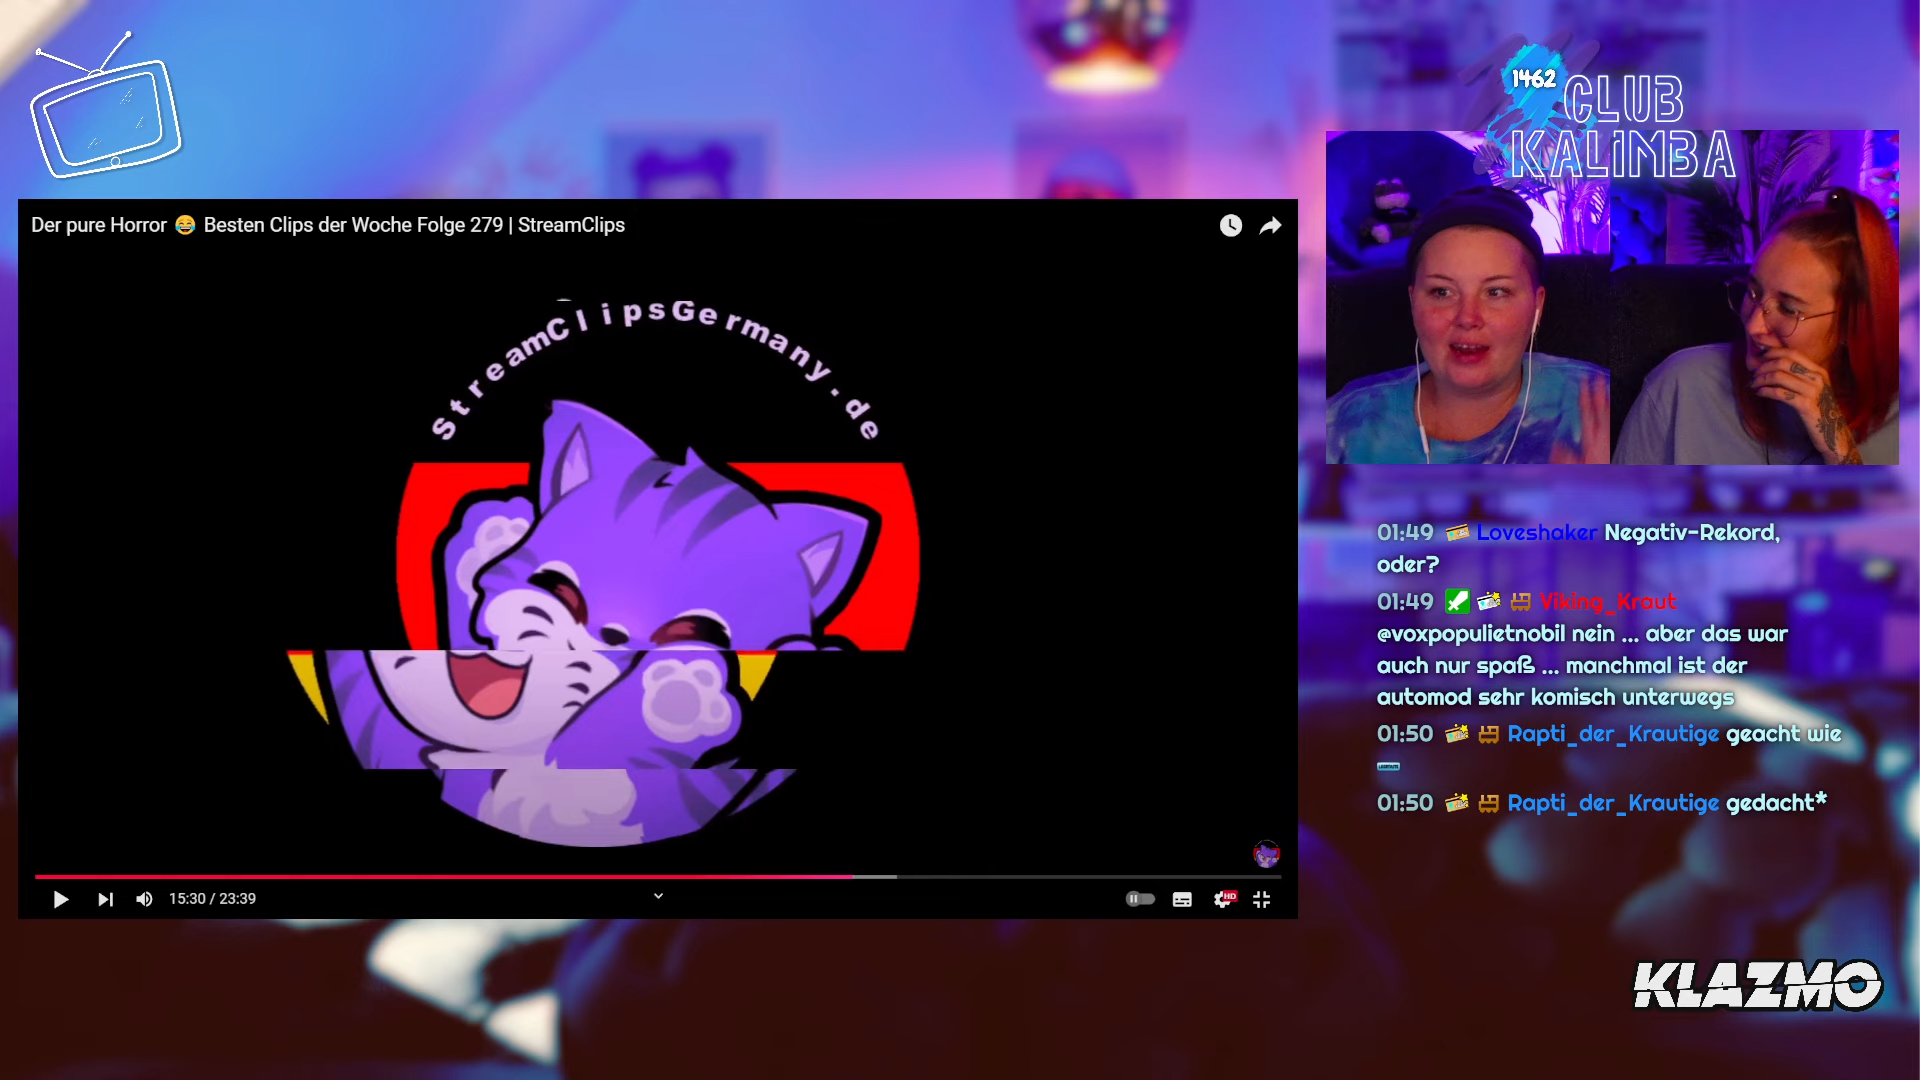 1462
CLUB
KALIMBA
Der pure Horror 😂 Besten Clips der Woche Folge 279 | StreamClips
StreamClipsGermany.de
01:49 Loveshaker Negativ-Rekord,
oder?
01:49 Viking_Kraut
@voxpopulietnobil nein ... aber das war
auch nur spaß ... manchmal ist der
automod sehr komisch unterwegs
01:50 Rapti_der_Krautige geacht wie
01:50 Rapti_der_Krautige gedacht*
15:30 / 23:39
HD
KLAZMO